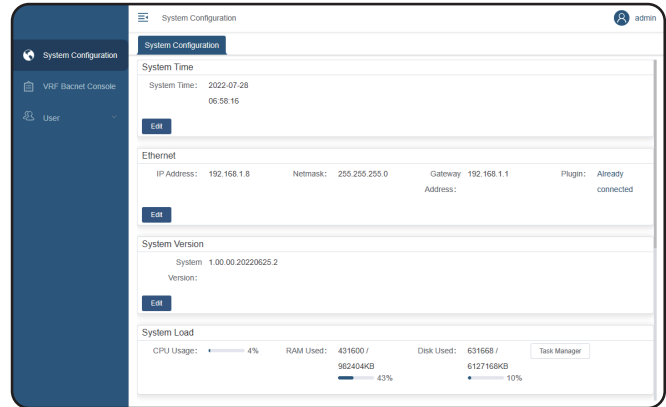 System Configuration
admin
System Configuration
VRF Bacnet Console
User
System Configuration
System Time
System Time: 2022-07-28
06:58:16
Edit
Ethernet
IP Address: 192.168.1.8 Netmask: 255.255.255.0 Gateway 192.168.1.1 Plugin: Already
Address: connected
Edit
System Version
System 1.00.00.20220625.2
Version:
Edit
System Load
CPU Usage: 4% RAM Used: 431600 / Disk Used: 631668 / Task Manager
982404KB 6127168KB
43% 10%